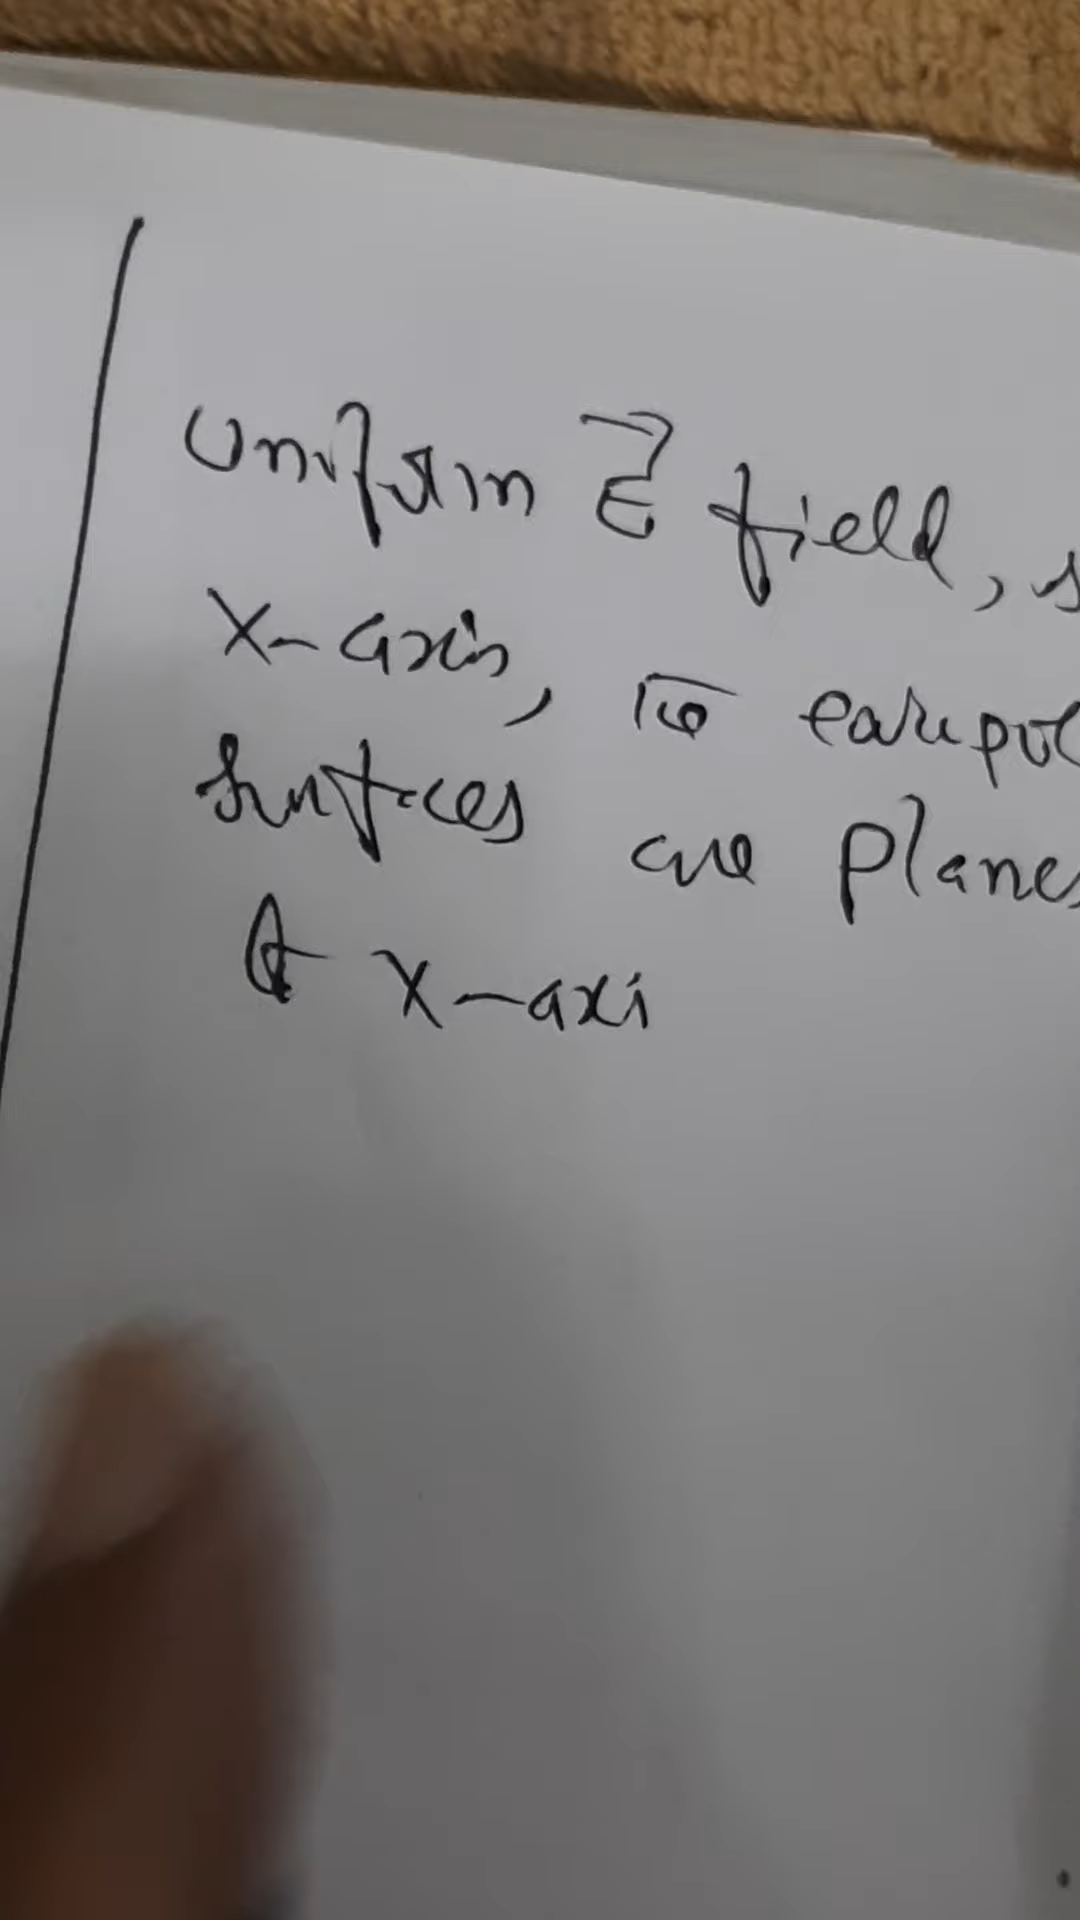 Uniform E field, s
X-axis, the equipot
surfaces are planes
X-axi